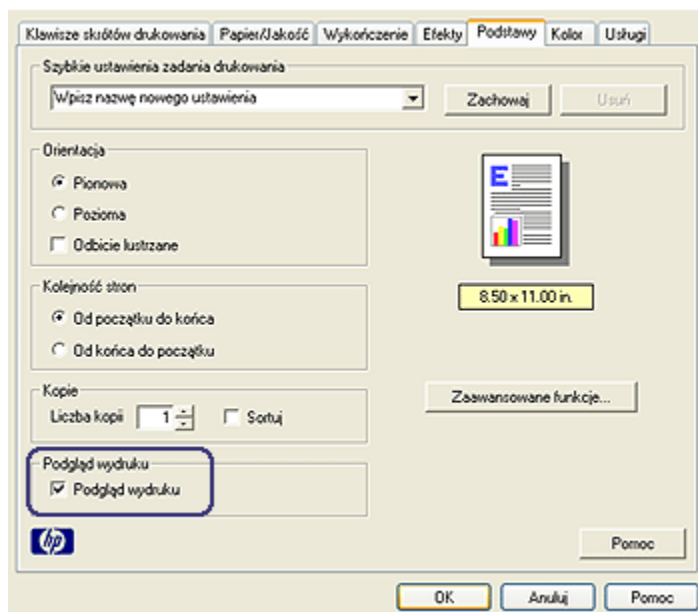 Klawisze skrótów drukowania Papier/Jakość Wykończenie Efekty Podstawy Kolor Usługi
Szybkie ustawienia zadania drukowania
Wpisz nazwę nowego ustawienia Zachowaj Usuń
Orientacja
Pionowa
Pozioma
Odbicie lustrzane
E
8.50 x 11.00 in.
Kolejność stron
Od początku do końca
Od końca do początku
Kopie
Liczba kopii 1 Sortuj
Zaawansowane funkcje...
Podgląd wydruku
Podgląd wydruku
hp
Pomoc
OK Anuluj Pomoc